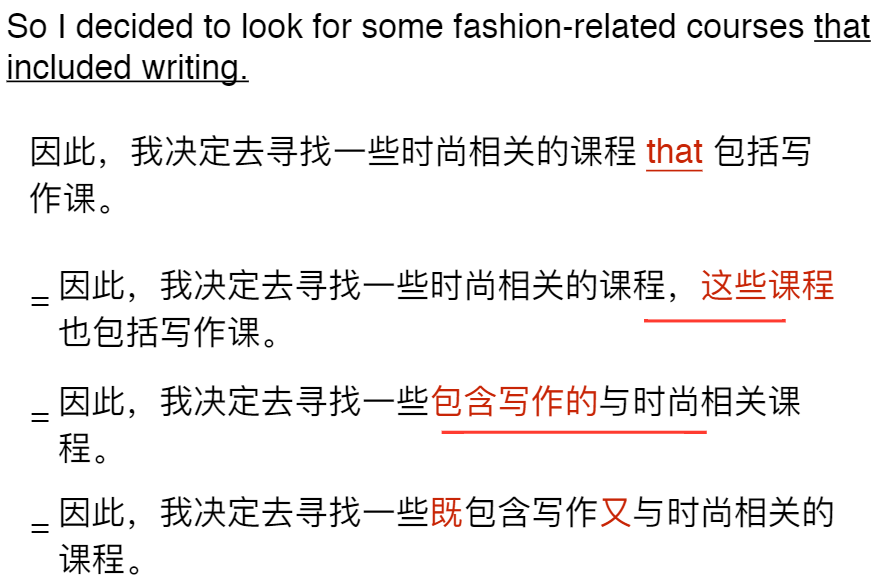 So I decided to look for some fashion-related courses that
included writing.
因此，我决定去寻找一些时尚相关的课程 that 包括写
作课。
= 因此，我决定去寻找一些时尚相关的课程，这些课程
也包括写作课。
= 因此，我决定去寻找一些包含写作的与时尚相关课
程。
= 因此，我决定去寻找一些既包含写作又与时尚相关的
课程。